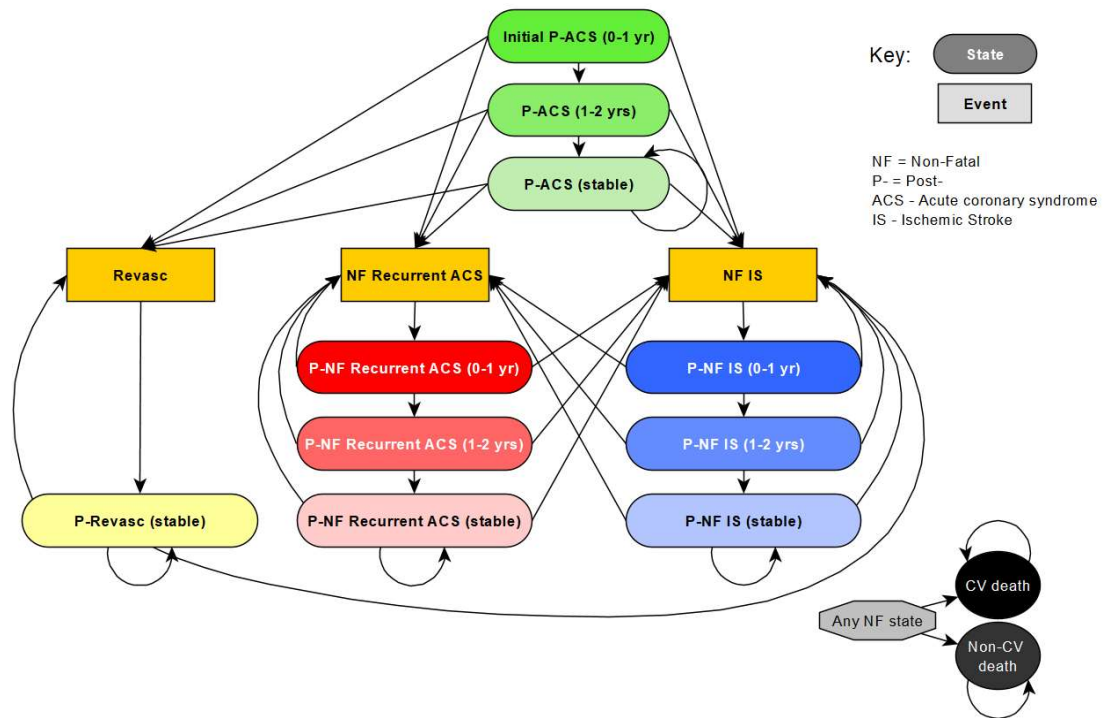 Initial P-ACS (0-1 yr)
P-ACS (1-2 yrs)
P-ACS (stable)
Key:
State
Event
NF = Non-Fatal
P- = Post-
ACS - Acute coronary syndrome
IS - Ischemic Stroke
Revasc
NF Recurrent ACS
NF IS
P-NF Recurrent ACS (0-1 yr)
P-NF IS (0-1 yr)
P-NF Recurrent ACS (1-2 yrs)
P-NF IS (1-2 yrs)
P-Revasc (stable)
P-NF Recurrent ACS (stable)
P-NF IS (stable)
Any NF state
CV death
Non-CV
death